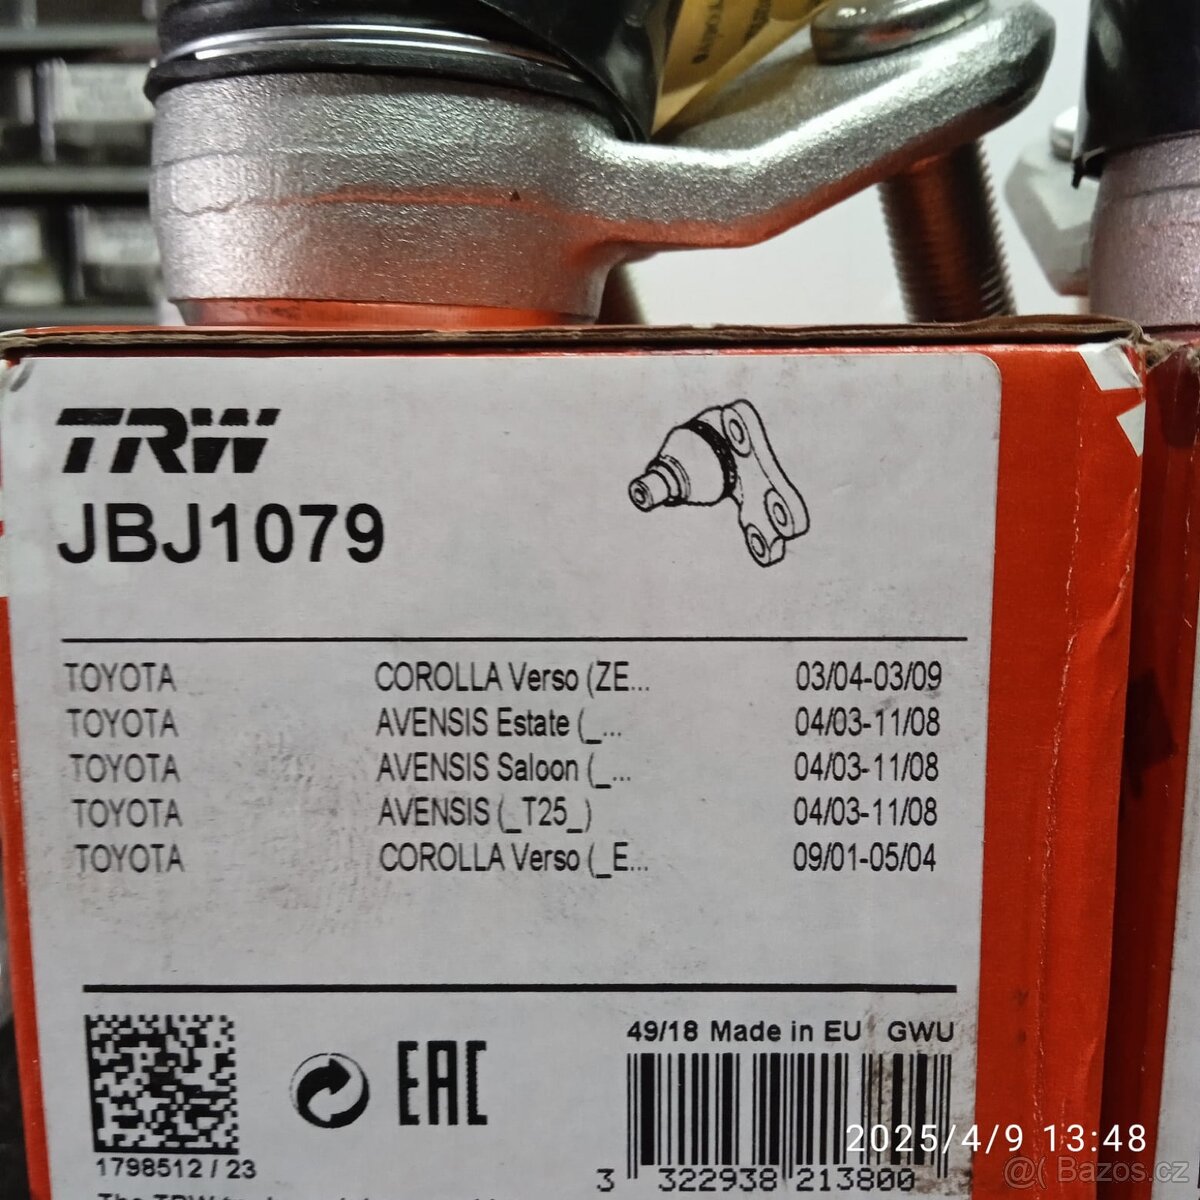 TRW
JBJ1079
TOYOTA COROLLA Verso (ZE... 03/04-03/09
TOYOTA AVENSIS Estate (_... 04/03-11/08
TOYOTA AVENSIS Saloon (_... 04/03-11/08
TOYOTA AVENSIS (_T25_) 04/03-11/08
TOYOTA COROLLA Verso (_E... 09/01-05/04
49/18 Made in EU GWU
EAC
1798512 / 23
3 322938 213800
The TRW
2025/4/9 13:48
@( Bazos.cz